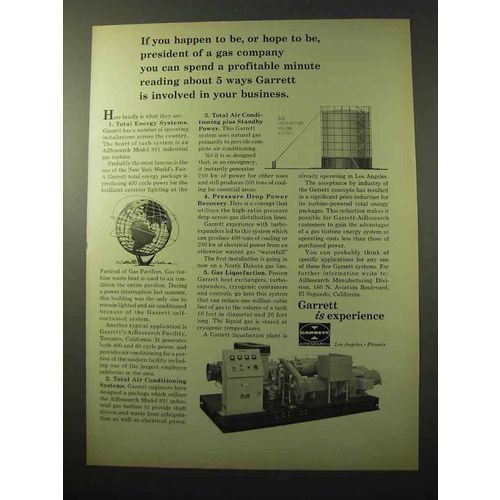 If you happen to be, or hope to be,
president of a gas company
you can spend a profitable minute
reading about 5 ways Garrett
is involved in your business.
Here briefly is what they are:
1. Total Energy Systems.
Garrett has a number of operating
installations across the country.
The heart of each system is an
AiResearch Model 831 industrial
gas turbine.
Probably the most famous is the
one at the New York World's Fair.
A Garrett total energy package is
producing 400 cycle power for the
brilliant exterior lighting at the
Festival of Gas Pavilion. Gas tur-
bine waste heat is used to air con-
dition the entire pavilion. During
a power interruption last summer,
this building was the only one to
remain lighted and air conditioned
because of the Garrett self-
contained system.
Another typical application is
Garrett's AiResearch Facility,
Torrance, California. It generates
both 400 and 60 cycle power, and
provides air conditioning for a por-
tion of the modern facility includ-
ing one of the largest employee
cafeterias in the area.
2. Total Air Conditioning
Systems. Garrett engineers have
designed a package which utilizes
the AiResearch Model 831 indus-
trial gas turbine to provide shaft
driven and waste heat refrigera-
tion as well as electrical power.
3. Total Air Condi-
tioning plus Standby
Power. This Garrett
system uses natural gas
primarily to provide com-
plete air conditioning.
Yet it is so designed
that, in an emergency,
it instantly generates
250 kw of power for other uses
and still produces 200 tons of cool-
ing for essential areas.
4. Pressure Drop Power
Recovery. Here is a concept that
utilizes the high-ratio pressure
drop across gas distribution lines.
Garrett experience with turbo-
expanders led to this system which
can produce 400 tons of cooling or
250 kw of electrical power from an
otherwise wasted gas "waterfall"
The first installation is going in
now on a North Dakota gas line.
5. Gas Liquefaction. Proven
Garrett heat exchangers, turbo-
expanders, cryogenic containers
and controls, go into this system
that can reduce one million cubic
feet of gas to the volume of a tank
10 feet in diameter and 20 feet
long. The liquid gas is stored at
cryogenic temperatures.
A Garrett liquefaction plant is
GAS
LIQUEFACTION
VOLUME
already operating in Los Angeles.
The acceptance by industry of
the Garrett concepts has resulted
in a significant price reduction for
its turbine-powered total energy
packages. This reduction makes it
possible for Garrett-AiResearch
customers to gain the advantage
of a gas turbine energy system at
operating costs less than those of
purchased power.
You can probably think of
specific applications for any one
of these five Garrett systems. For
further information write to:
AiResearch Manufacturing Divi-
sion, Aviation Boulevard,
El Segundo, California.
Garrett
is experience
GARRETT
AIRESEARCH
Los Angeles • Phoenix